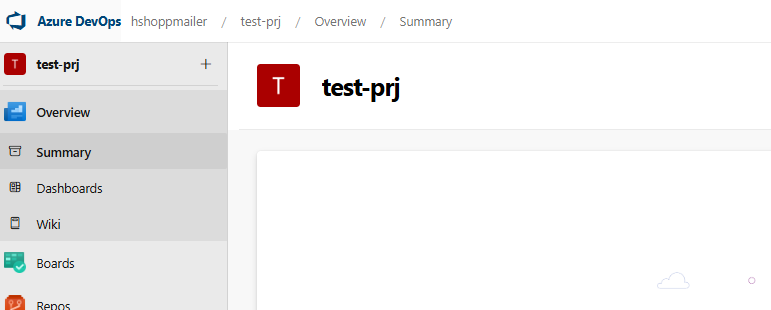 Azure DevOps hshoppmailer / test-prj / Overview / Summary
test-prj +
T test-prj
Overview
Summary
Dashboards
Wiki
Boards
Repos